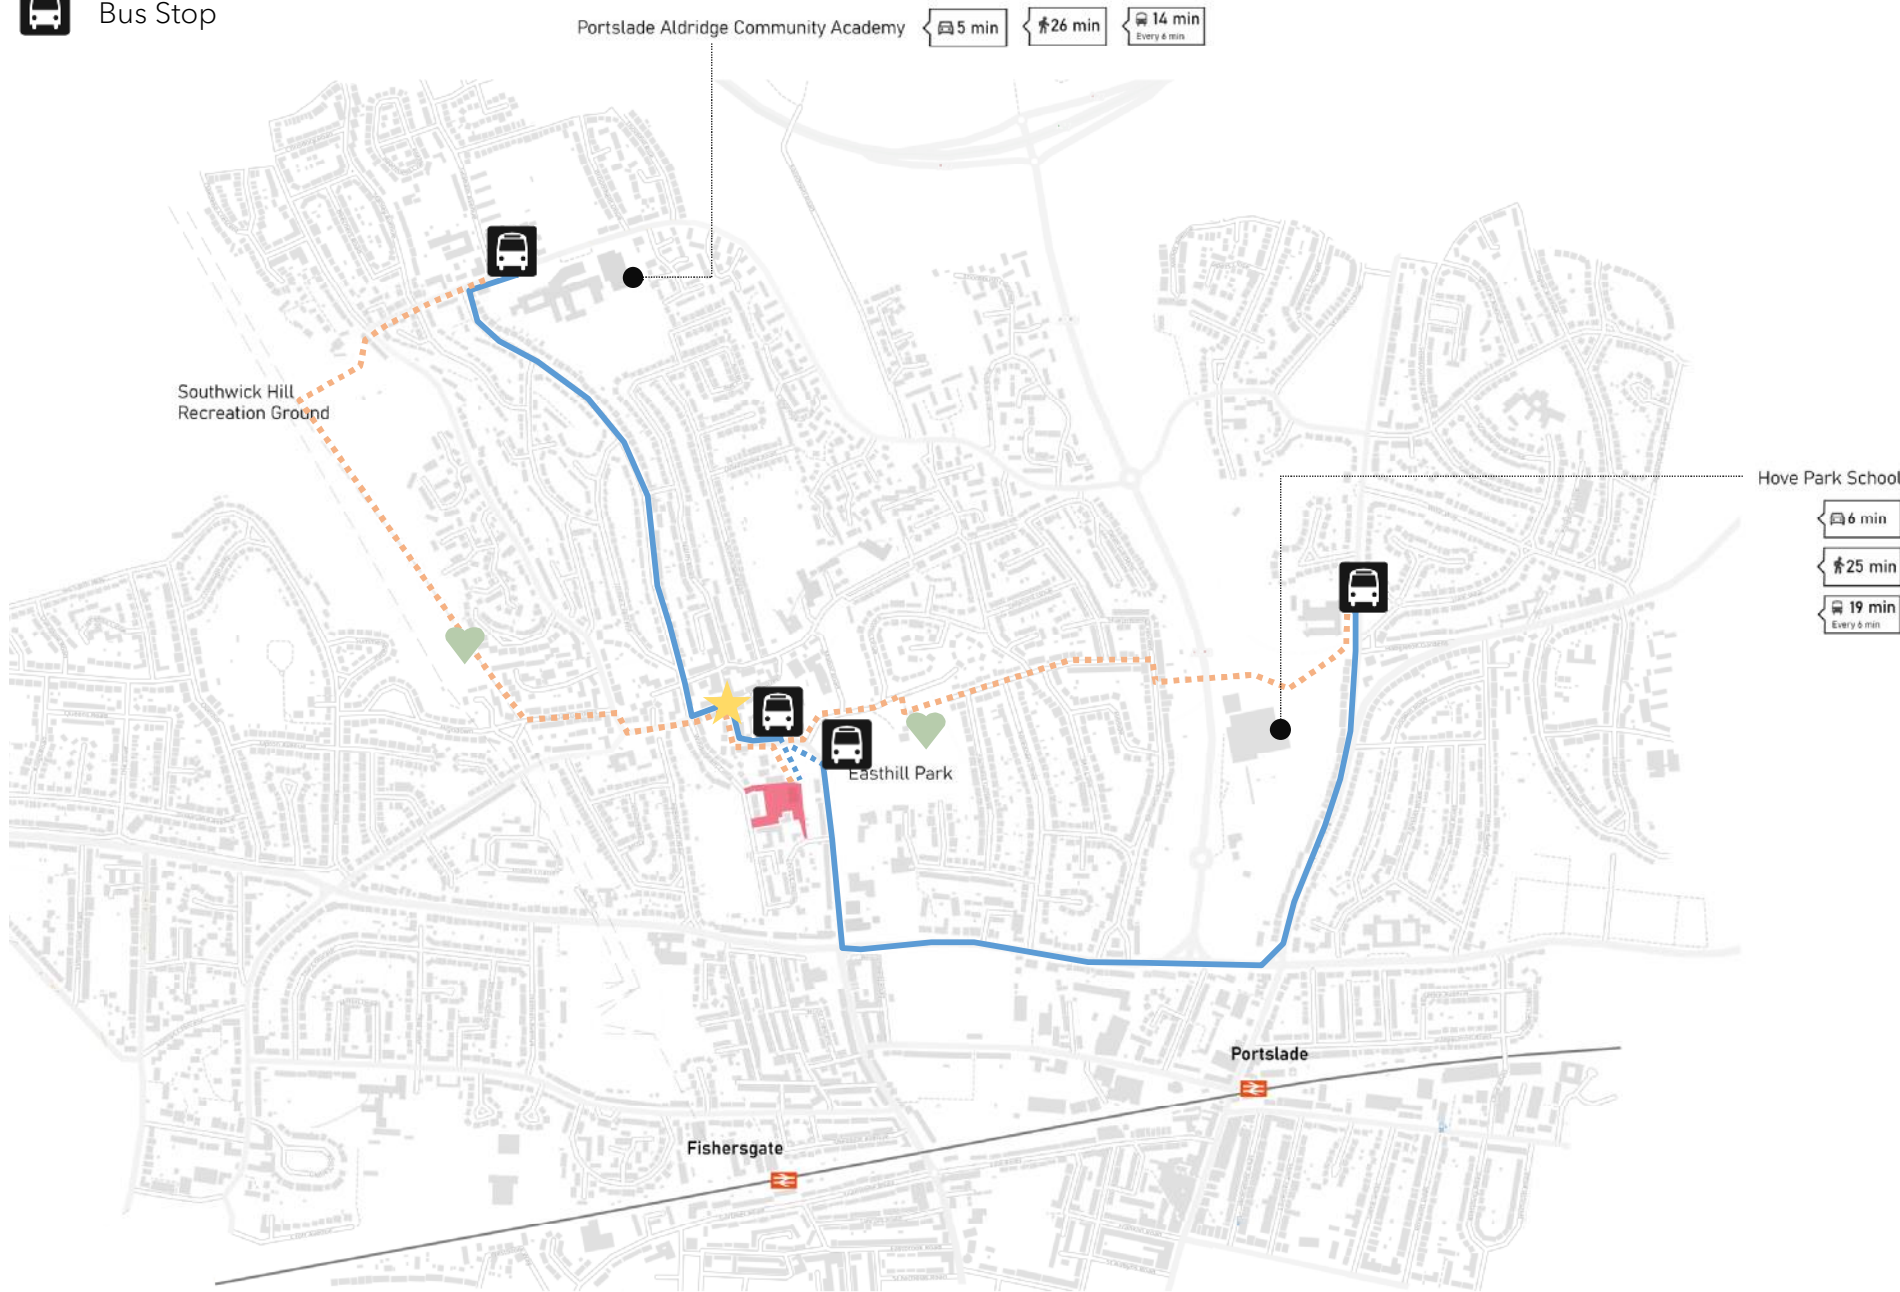 Bus Stop
Portslade Aldridge Community Academy
5 min
26 min
14 min
Every 6 min
Southwick Hill
Recreation Ground
Hove Park School
6 min
25 min
19 min
Every 6 min
Easthill Park
Portslade
Fishersgate